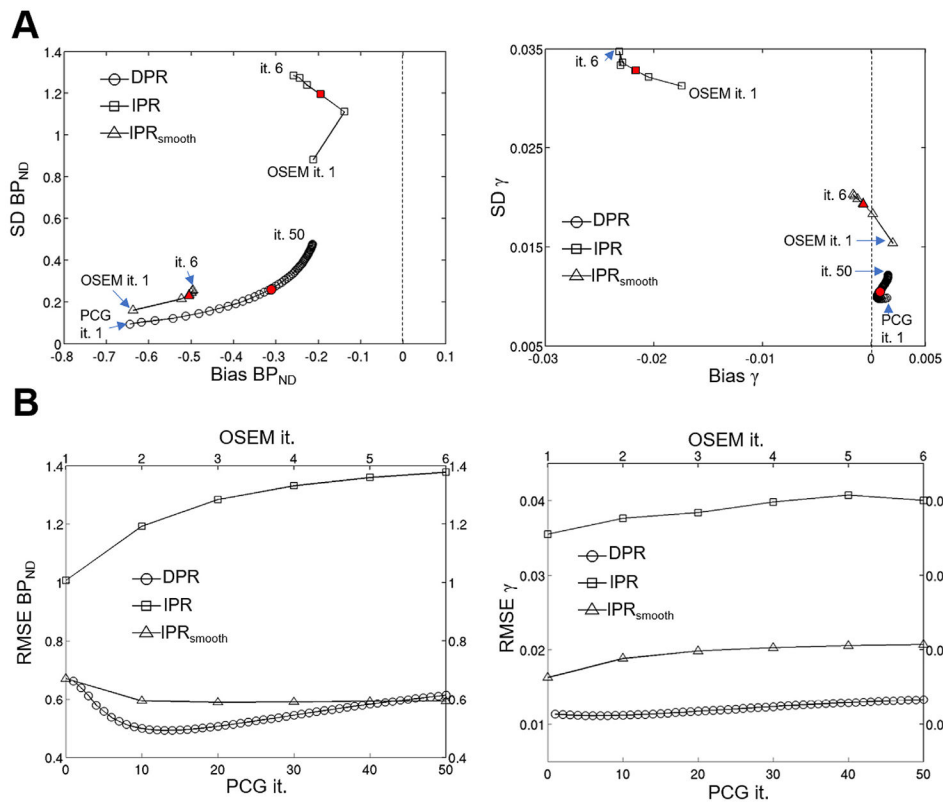 A
SD BP_ND
1.4
1.2
1
0.8
0.6
0.4
0.2
0
it. 6
DPR
IPR
IPR_smooth
OSEM it. 1
it. 50
OSEM it. 1
it. 6
PCG
it. 1
-0.8 -0.7 -0.6 -0.5 -0.4 -0.3 -0.2 -0.1 0 0.1
Bias BP_ND
SD γ
0.035
0.025
0.015
0.005
it. 6
OSEM it. 1
DPR
IPR
IPR_smooth
it. 6
OSEM it. 1
it. 50
PCG
it. 1
-0.03 -0.02 -0.01 0 0.005
Bias γ
B
OSEM it.
1 2 3 4 5 6
RMSE BP_ND
1.4 1.4
1.2 1.2
1 1
0.8 0.8
0.6 0.6
0.4 0.4
DPR
IPR
IPR_smooth
0 10 20 30 40 50
PCG it.
OSEM it.
1 2 3 4 5 6
RMSE γ
0.04 0.0
0.03 0.0
0.02 0.0
0.01 0.0
DPR
IPR
IPR_smooth
0 10 20 30 40 50
PCG it.